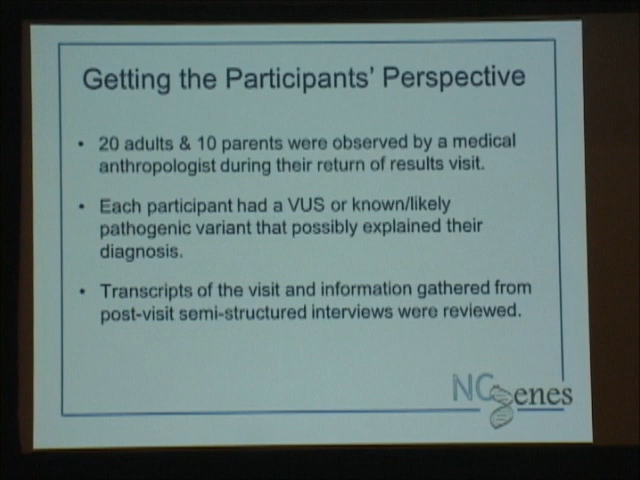 Getting the Participants' Perspective
• 20 adults & 10 parents were observed by a medical
anthropologist during their return of results visit.
• Each participant had a VUS or known/likely
pathogenic variant that possibly explained their
diagnosis.
• Transcripts of the visit and information gathered from
post-visit semi-structured interviews were reviewed.
NCgenes